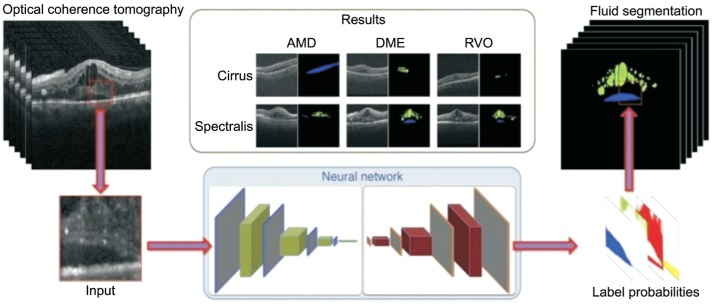 Optical coherence tomography
Results
Fluid segmentation
AMD DME RVO
Cirrus
Spectralis
Neural network
Input
Label probabilities